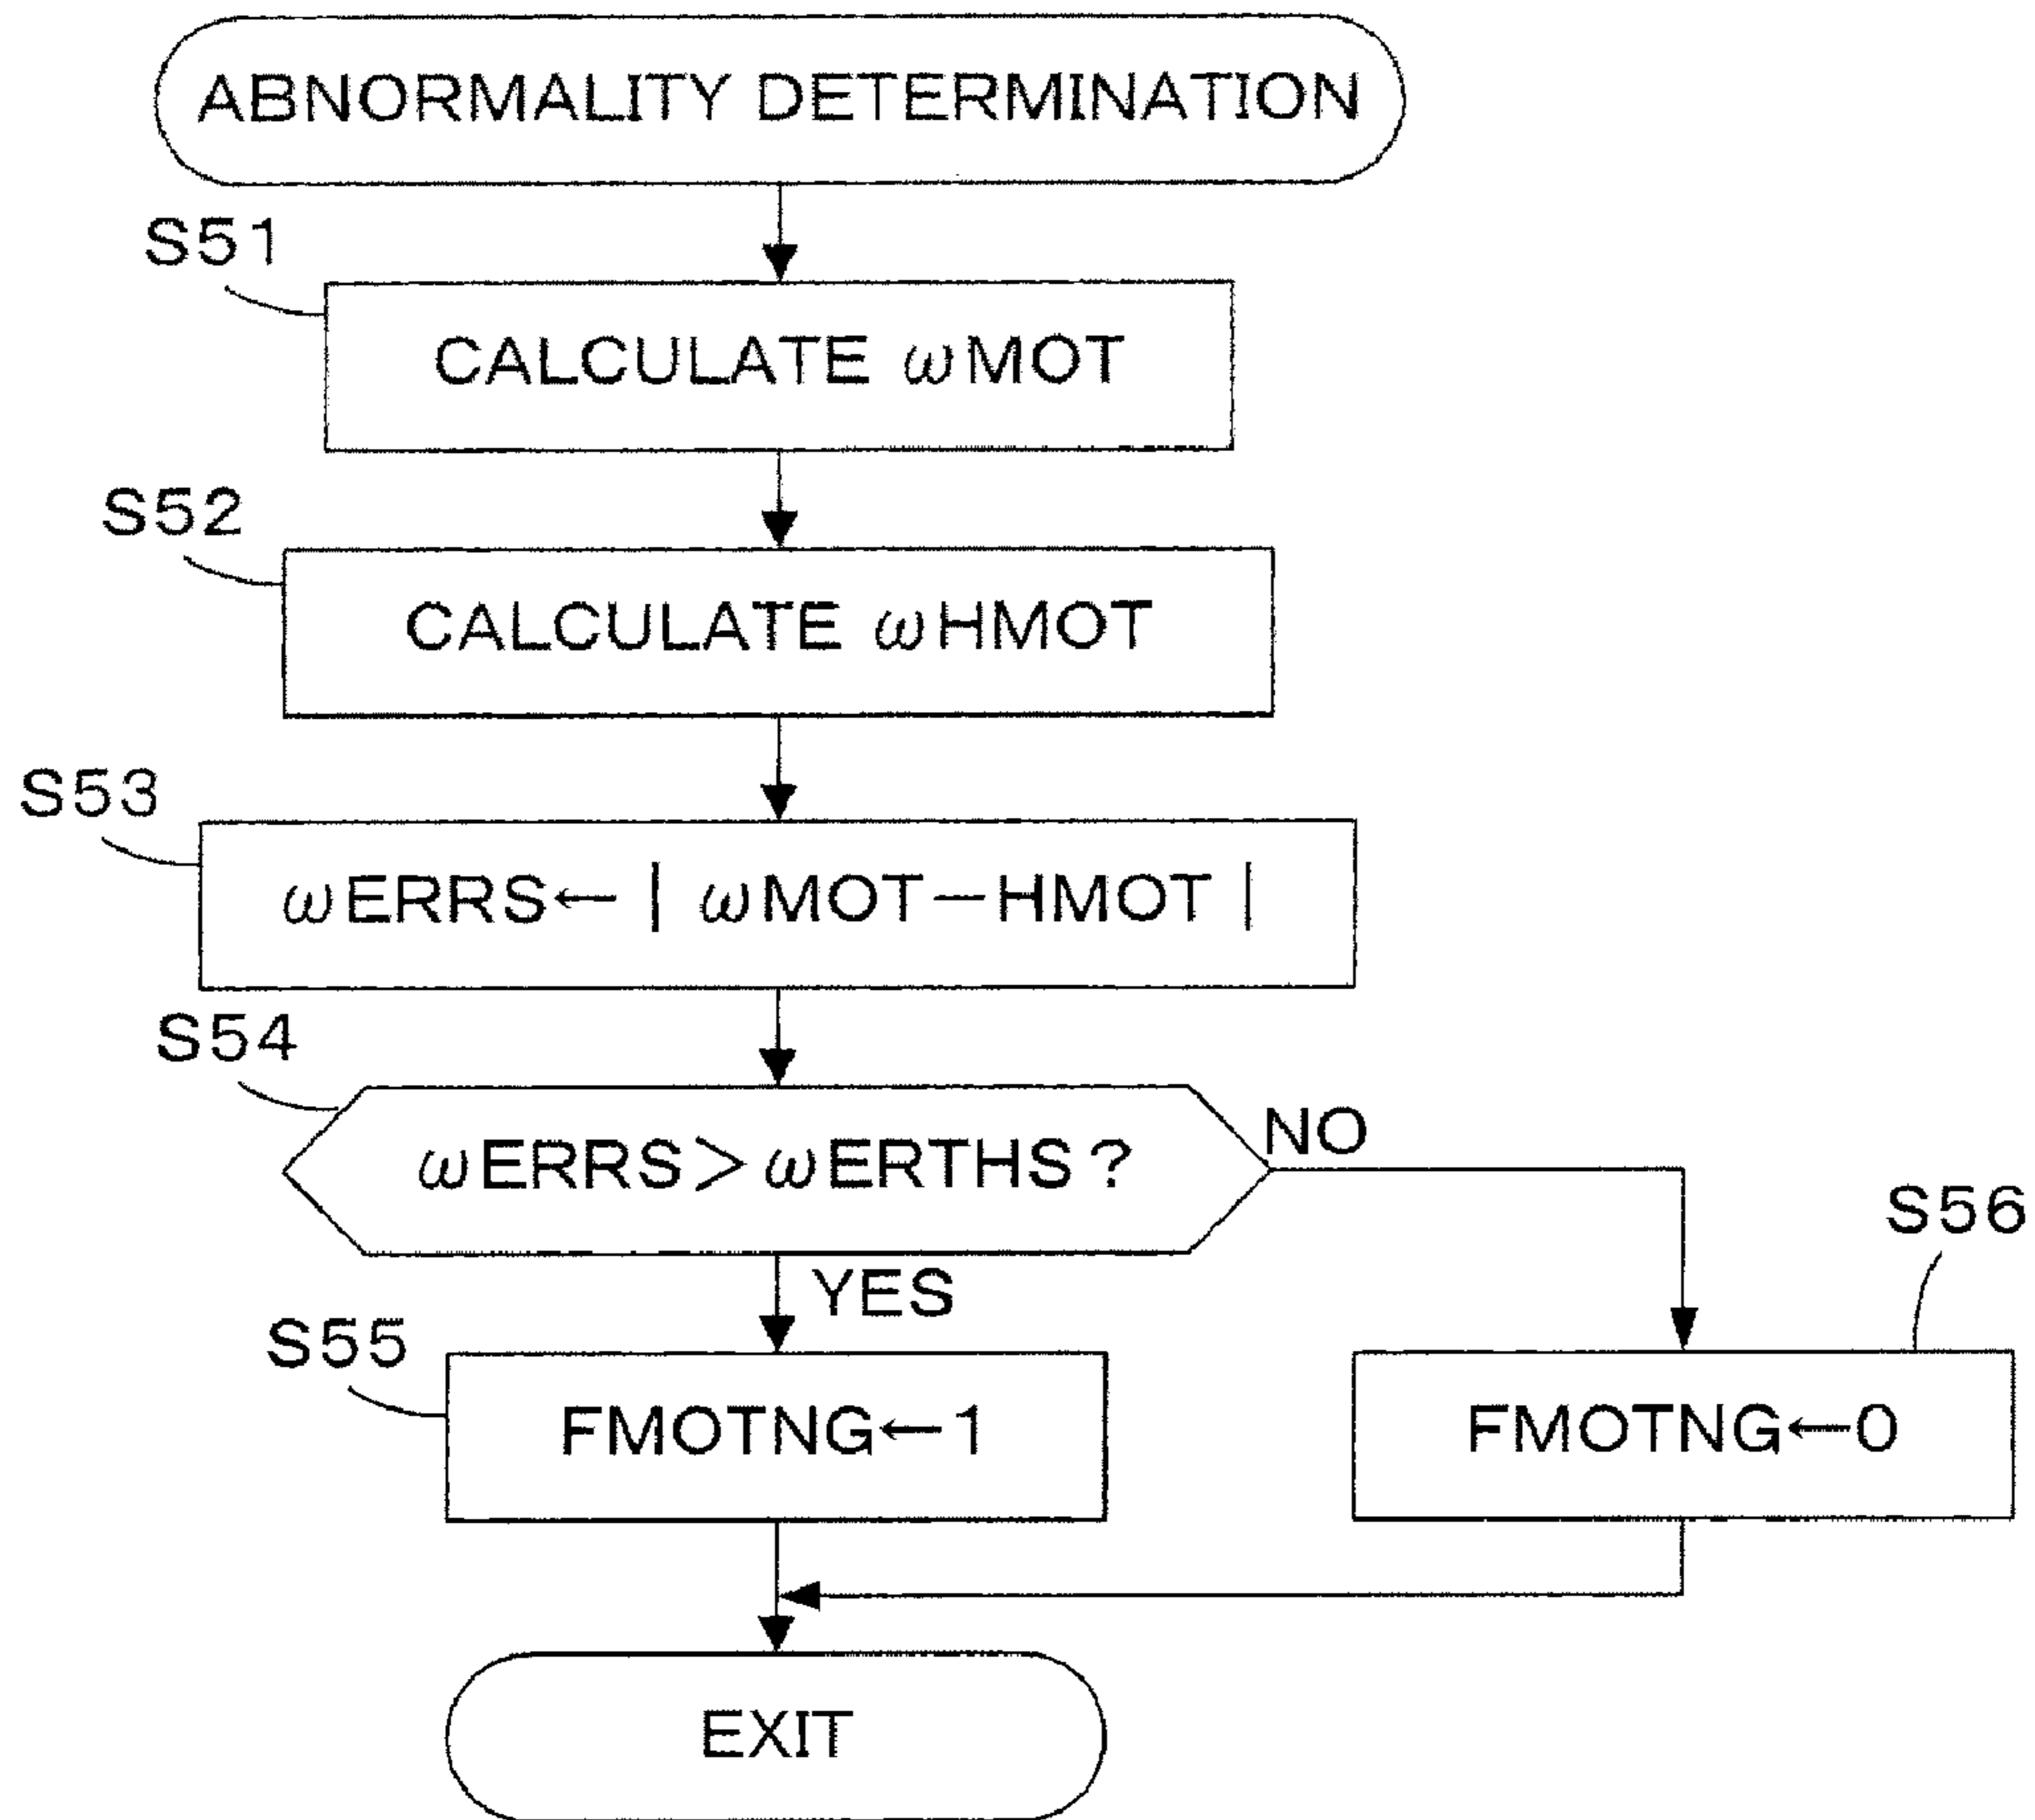 ABNORMALITY DETERMINATION
S51
CALCULATE ωMOT
S52
CALCULATE ωHMOT
S53
ωERRS←|ωMOT−HMOT|
S54
ωERRS>ωERTHS?
NO
YES
S55
FMOTNG←1
S56
FMOTNG←0
EXIT